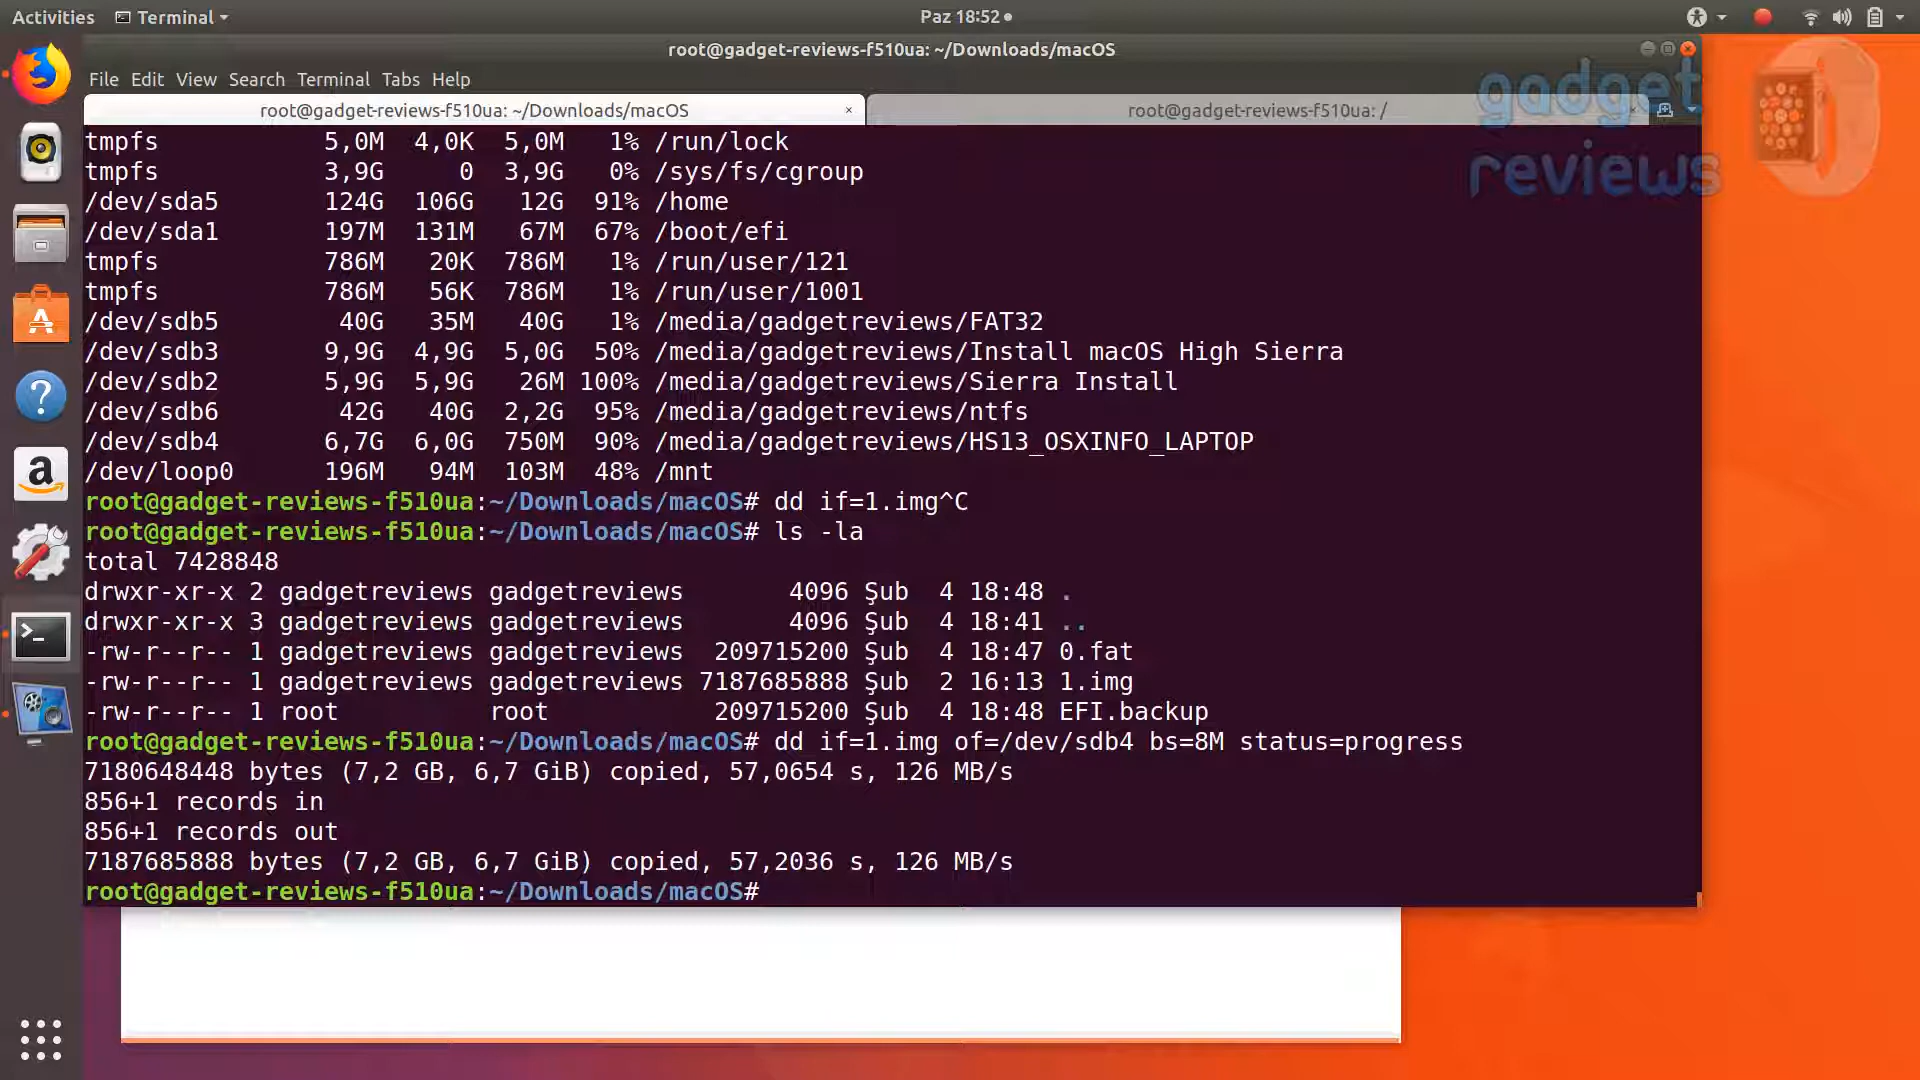 Activities Terminal Paz 18:52
root@gadget-reviews-f510ua: ~/Downloads/macOS
File Edit View Search Terminal Tabs Help
root@gadget-reviews-f510ua: ~/Downloads/macOS × root@gadget-reviews-f510ua: / ×
gadget
reviews
tmpfs 5,0M 4,0K 5,0M 1% /run/lock
tmpfs 3,9G 0 3,9G 0% /sys/fs/cgroup
/dev/sda5 124G 106G 12G 91% /home
/dev/sda1 197M 131M 67M 67% /boot/efi
tmpfs 786M 20K 786M 1% /run/user/121
tmpfs 786M 56K 786M 1% /run/user/1001
/dev/sdb5 40G 35M 40G 1% /media/gadgetreviews/FAT32
/dev/sdb3 9,9G 4,9G 5,0G 50% /media/gadgetreviews/Install macOS High Sierra
/dev/sdb2 5,9G 5,9G 26M 100% /media/gadgetreviews/Sierra Install
/dev/sdb6 42G 40G 2,2G 95% /media/gadgetreviews/ntfs
/dev/sdb4 6,7G 6,0G 750M 90% /media/gadgetreviews/HS13_OSXINFO_LAPTOP
/dev/loop0 196M 94M 103M 48% /mnt
root@gadget-reviews-f510ua:~/Downloads/macOS# dd if=1.img^C
root@gadget-reviews-f510ua:~/Downloads/macOS# ls -la
total 7428848
drwxr-xr-x 2 gadgetreviews gadgetreviews 4096 Şub 4 18:48 .
drwxr-xr-x 3 gadgetreviews gadgetreviews 4096 Şub 4 18:41 ..
-rw-r--r-- 1 gadgetreviews gadgetreviews 209715200 Şub 4 18:47 0.fat
-rw-r--r-- 1 gadgetreviews gadgetreviews 7187685888 Şub 2 16:13 1.img
-rw-r--r-- 1 root root 209715200 Şub 4 18:48 EFI.backup
root@gadget-reviews-f510ua:~/Downloads/macOS# dd if=1.img of=/dev/sdb4 bs=8M status=progress
7180648448 bytes (7,2 GB, 6,7 GiB) copied, 57,0654 s, 126 MB/s
856+1 records in
856+1 records out
7187685888 bytes (7,2 GB, 6,7 GiB) copied, 57,2036 s, 126 MB/s
root@gadget-reviews-f510ua:~/Downloads/macOS#